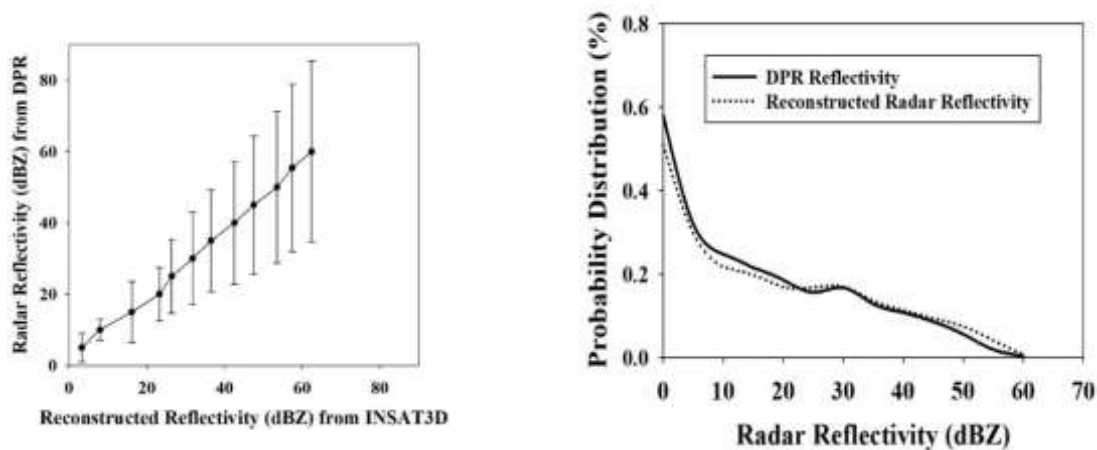 Radar Reflectivity (dBZ) from DPR
80
60
40
20
0
0 20 40 60 80
Reconstructed Reflectivity (dBZ) from INSAT3D
Probability Distribution (%)
0.8
0.6
0.4
0.2
0.0
DPR Reflectivity
Reconstructed Radar Reflectivity
0 10 20 30 40 50 60 70
Radar Reflectivity (dBZ)